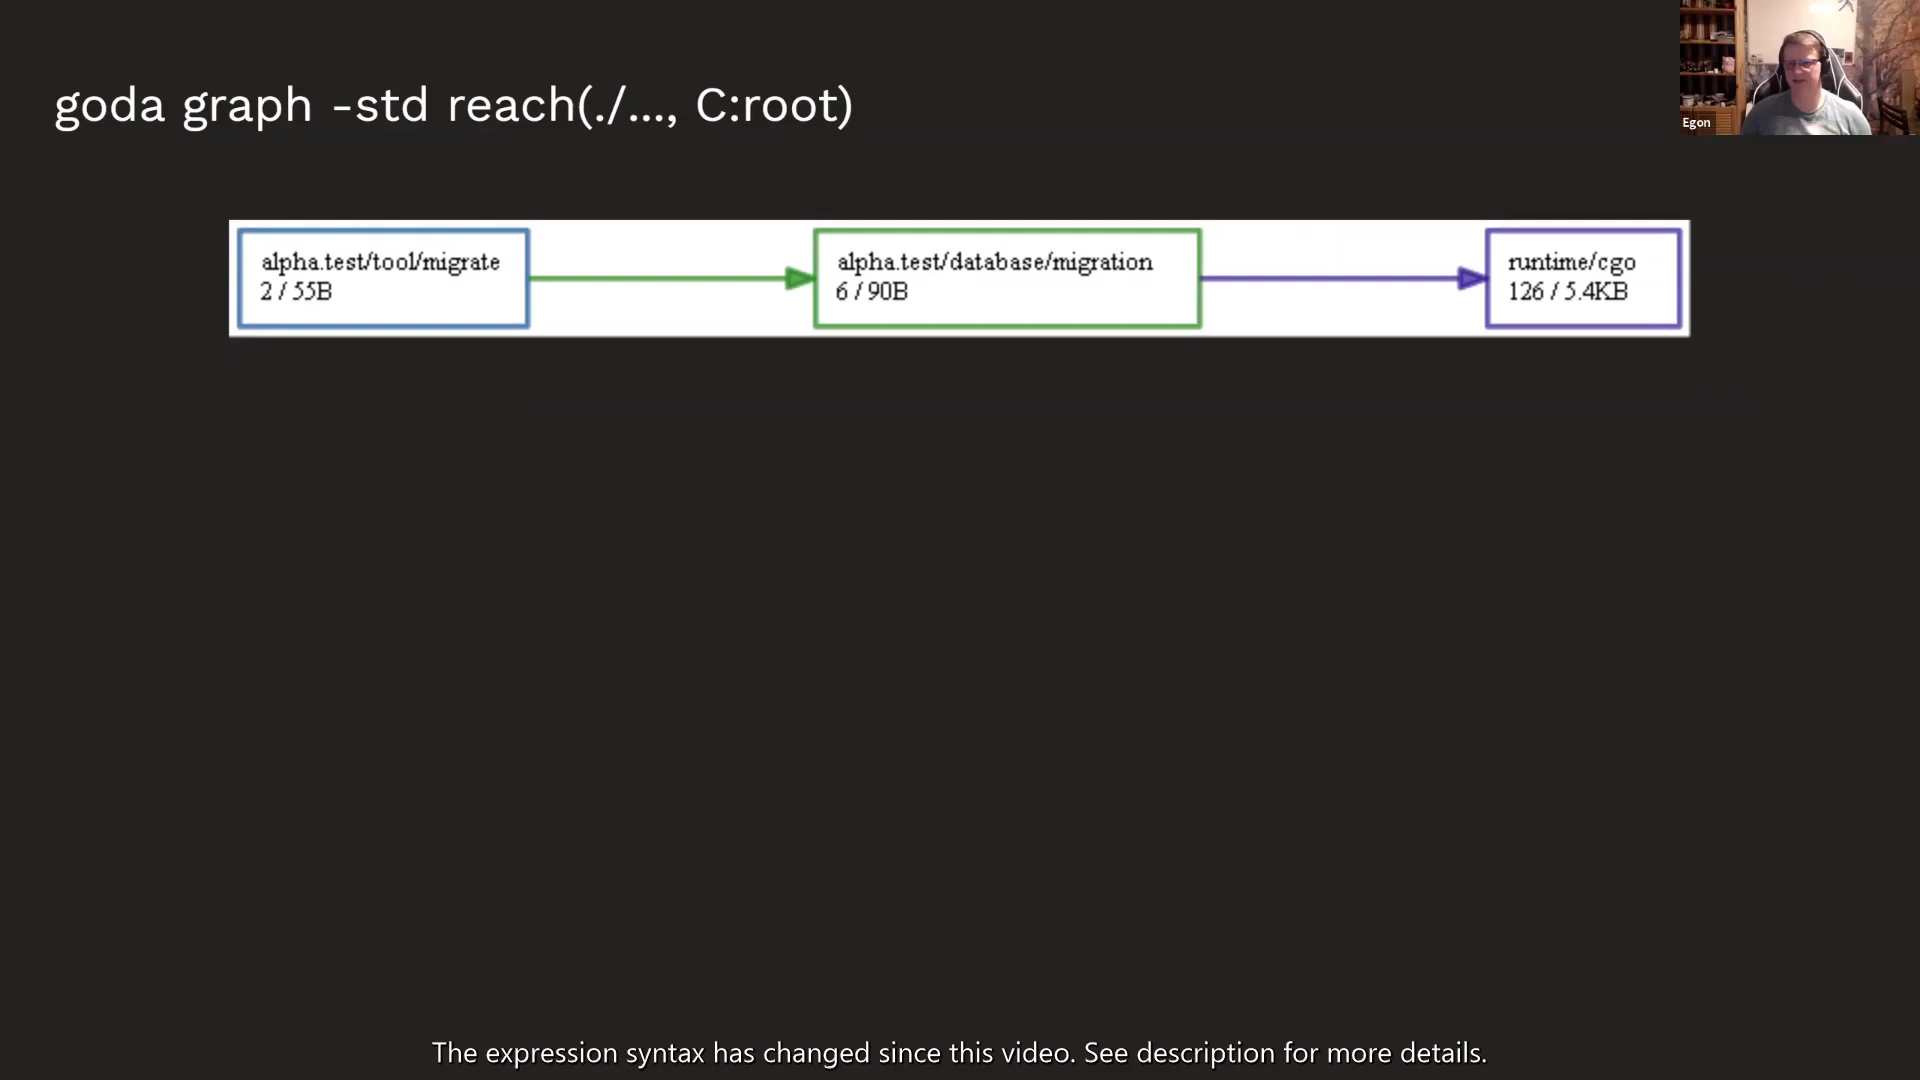 goda graph -std reach(./..., C:root)
Egon
alpha.test/tool/migrate
2 / 55B
alpha.test/database/migration
6 / 90B
runtime/cgo
126 / 5.4KB
The expression syntax has changed since this video. See description for more details.